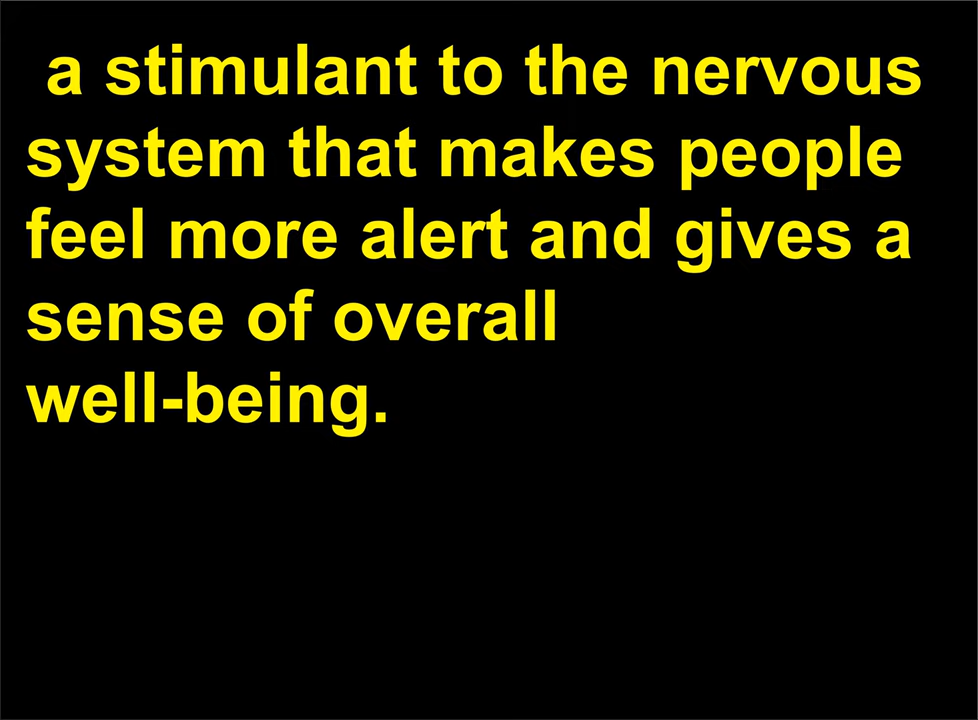 a stimulant to the nervous
system that makes people
feel more alert and gives a
sense of overall
well-being.